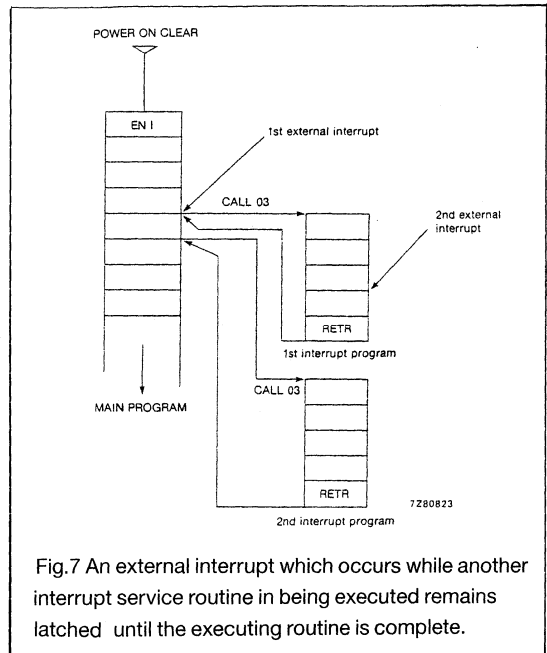 POWER ON CLEAR
EN I
1st external interrupt
CALL 03
2nd external
interrupt
RETR
1st interrupt program
CALL 03
MAIN PROGRAM
RETR
7Z80823
2nd interrupt program
Fig.7 An external interrupt which occurs while another
interrupt service routine in being executed remains
latched until the executing routine is complete.